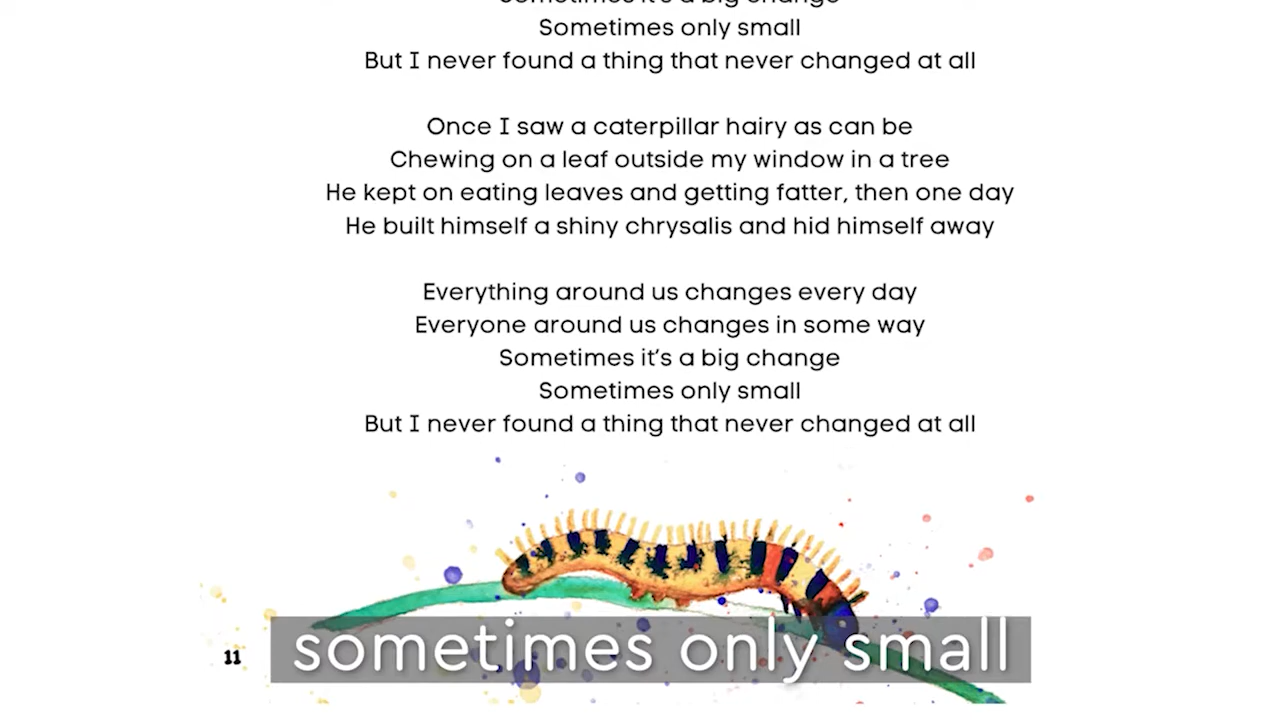 Sometimes it's a big change
Sometimes only small
But I never found a thing that never changed at all
Once I saw a caterpillar hairy as can be
Chewing on a leaf outside my window in a tree
He kept on eating leaves and getting fatter, then one day
He built himself a shiny chrysalis and hid himself away
Everything around us changes every day
Everyone around us changes in some way
Sometimes it's a big change
Sometimes only small
But I never found a thing that never changed at all
11
sometimes only small